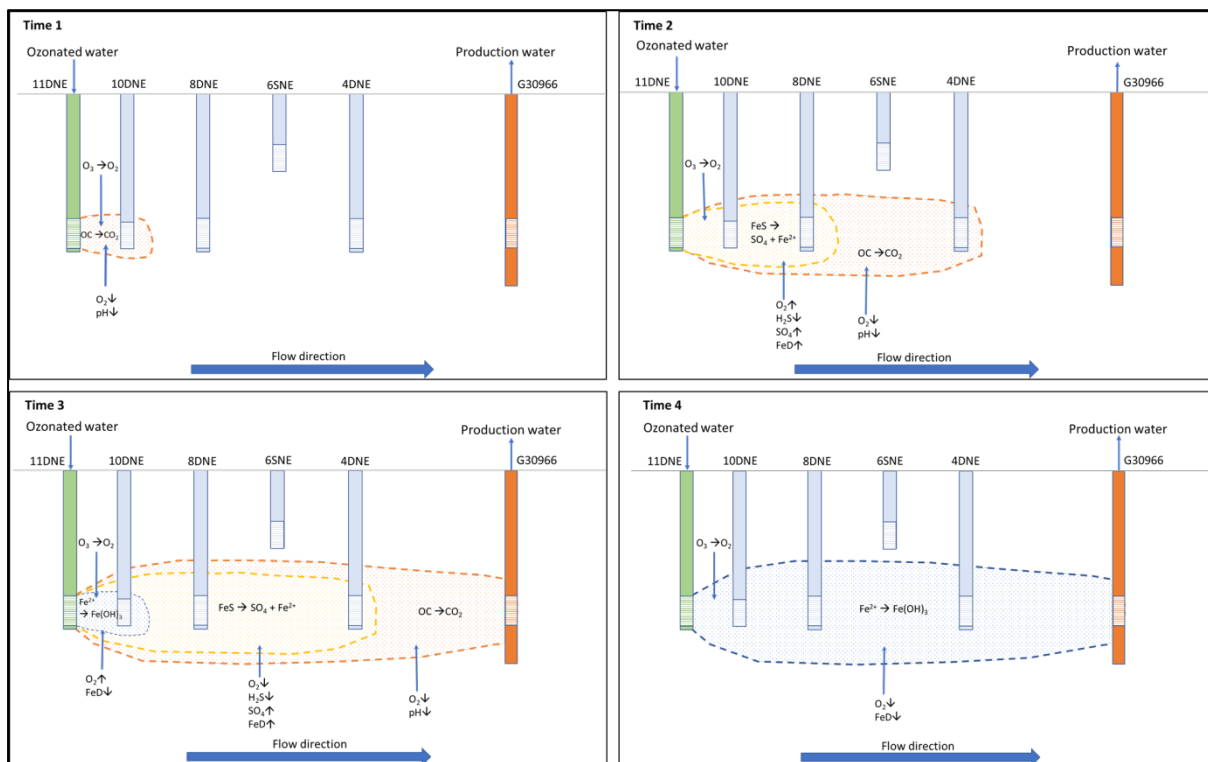 Time 1
Ozonated water
Production water
11DNE
10DNE
8DNE
6SNE
4DNE
G30966
O₃ →O₂
OC →CO₂
O₂↓
pH↓
Flow direction
Time 2
Ozonated water
Production water
11DNE
10DNE
8DNE
6SNE
4DNE
G30966
O₃ →O₂
FeS →
SO₄ + Fe²⁺
OC →CO₂
O₂↑
H₂S↓
SO₄↑
FeD↑
O₂↓
pH↓
Flow direction
Time 3
Ozonated water
Production water
11DNE
10DNE
8DNE
6SNE
4DNE
G30966
O₃ →O₂
Fe²⁺
→ Fe(OH)₃
FeS → SO₄ + Fe²⁺
OC →CO₂
O₂↑
FeD↓
O₂↓
H₂S↓
SO₄↑
FeD↑
O₂↓
pH↓
Flow direction
Time 4
Ozonated water
Production water
11DNE
10DNE
8DNE
6SNE
4DNE
G30966
O₃ →O₂
Fe²⁺ → Fe(OH)₃
O₂↓
FeD↓
Flow direction